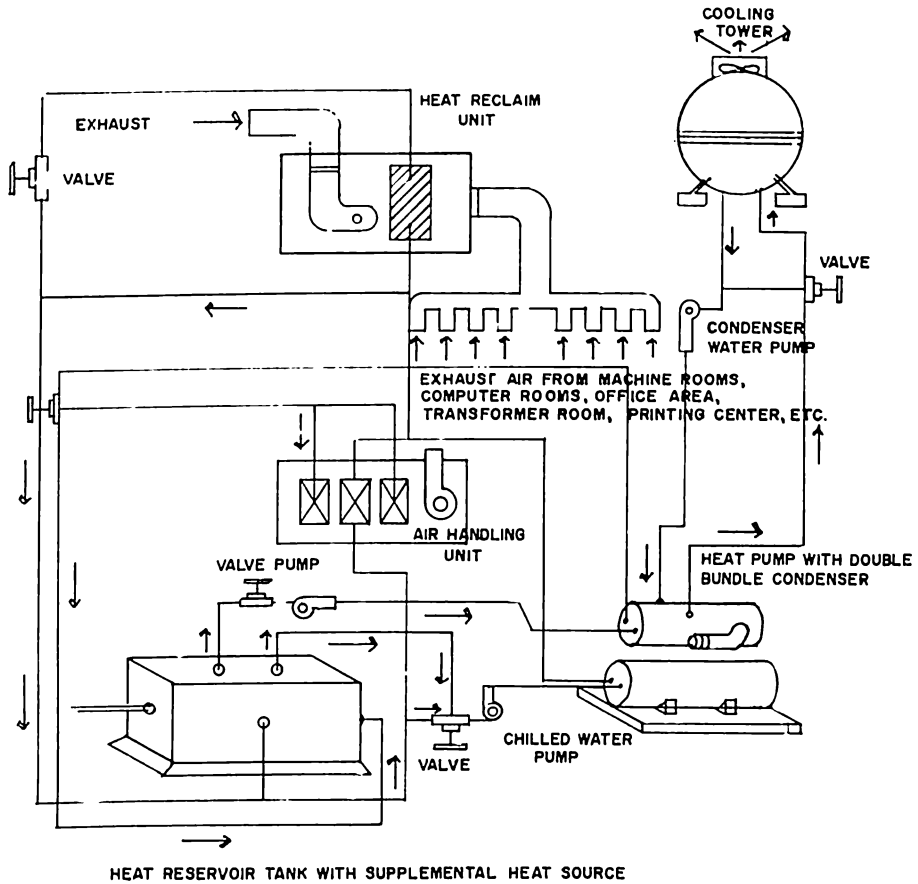 COOLING
TOWER
HEAT RECLAIM
UNIT
EXHAUST
VALVE
VALVE
CONDENSER
WATER PUMP
EXHAUST AIR FROM MACHINE ROOMS,
COMPUTER ROOMS, OFFICE AREA,
TRANSFORMER ROOM, PRINTING CENTER, ETC.
AIR HANDLING
UNIT
VALVE PUMP
HEAT PUMP WITH DOUBLE
BUNDLE CONDENSER
CHILLED WATER
PUMP
VALVE
HEAT RESERVOIR TANK WITH SUPPLEMENTAL HEAT SOURCE